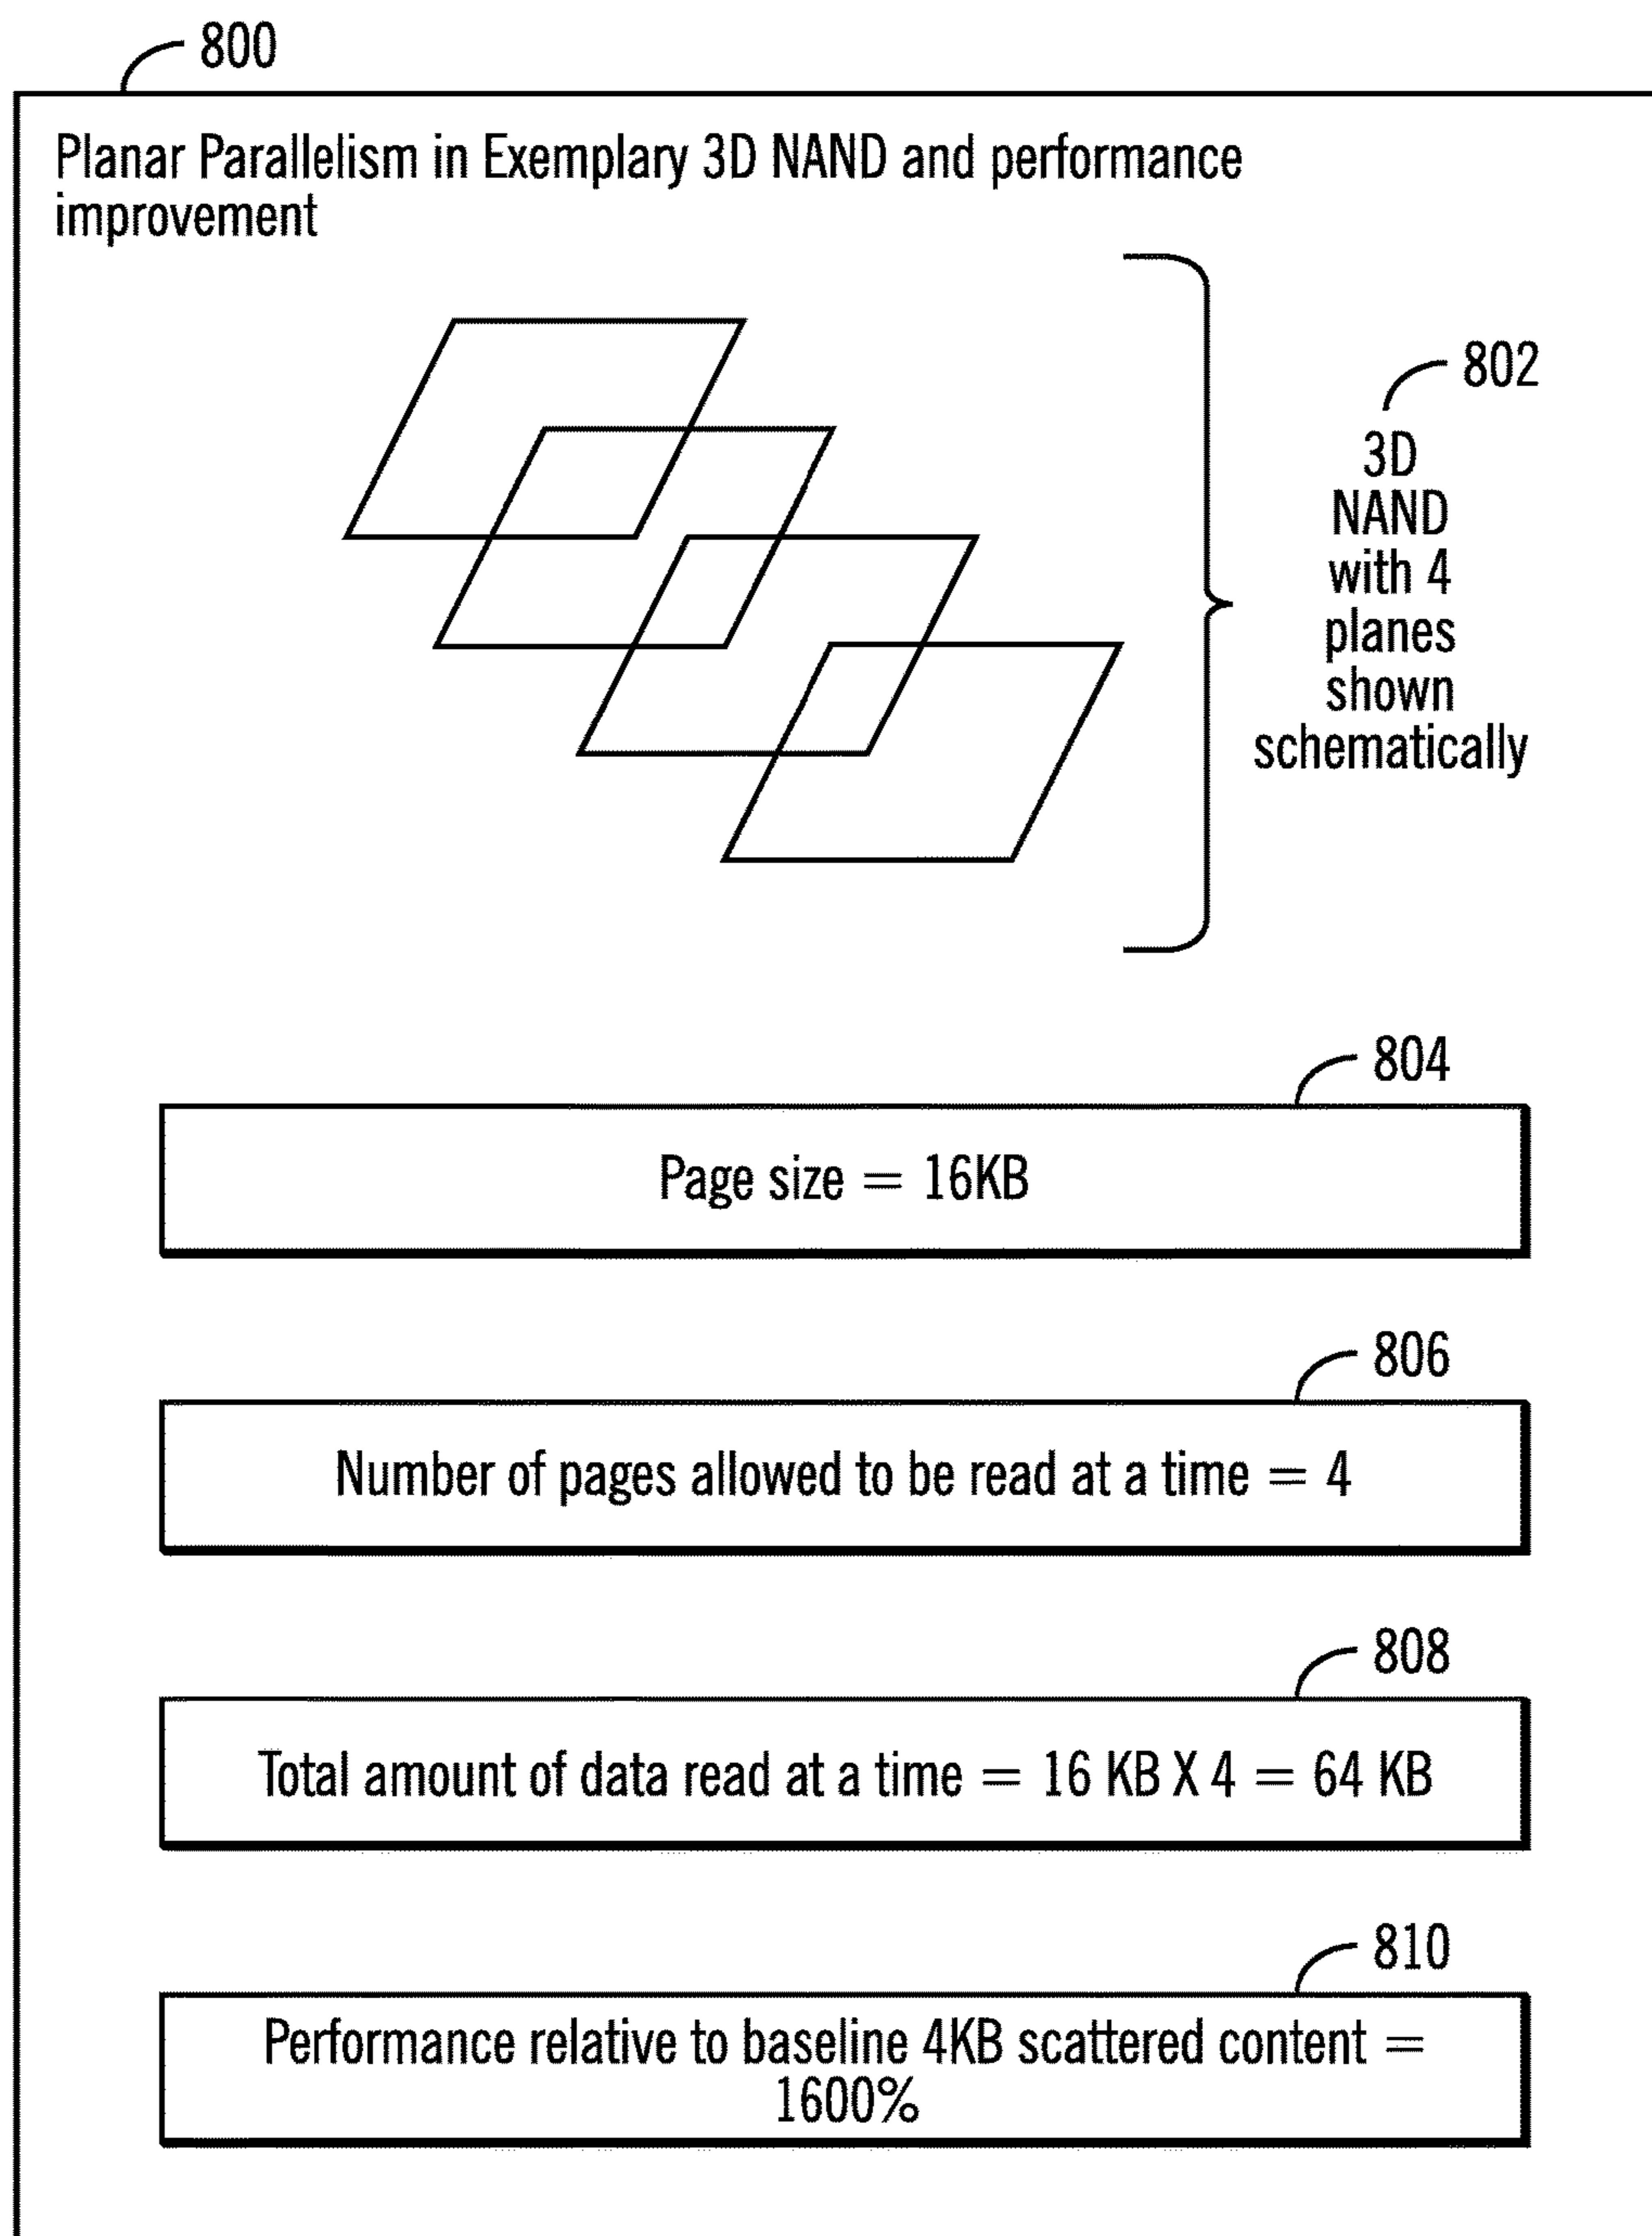 800
Planar Parallelism in Exemplary 3D NAND and performance
improvement
802
3D
NAND
with 4
planes
shown
schematically
804
Page size = 16KB
806
Number of pages allowed to be read at a time = 4
808
Total amount of data read at a time = 16 KB X 4 = 64 KB
810
Performance relative to baseline 4KB scattered content =
1600%